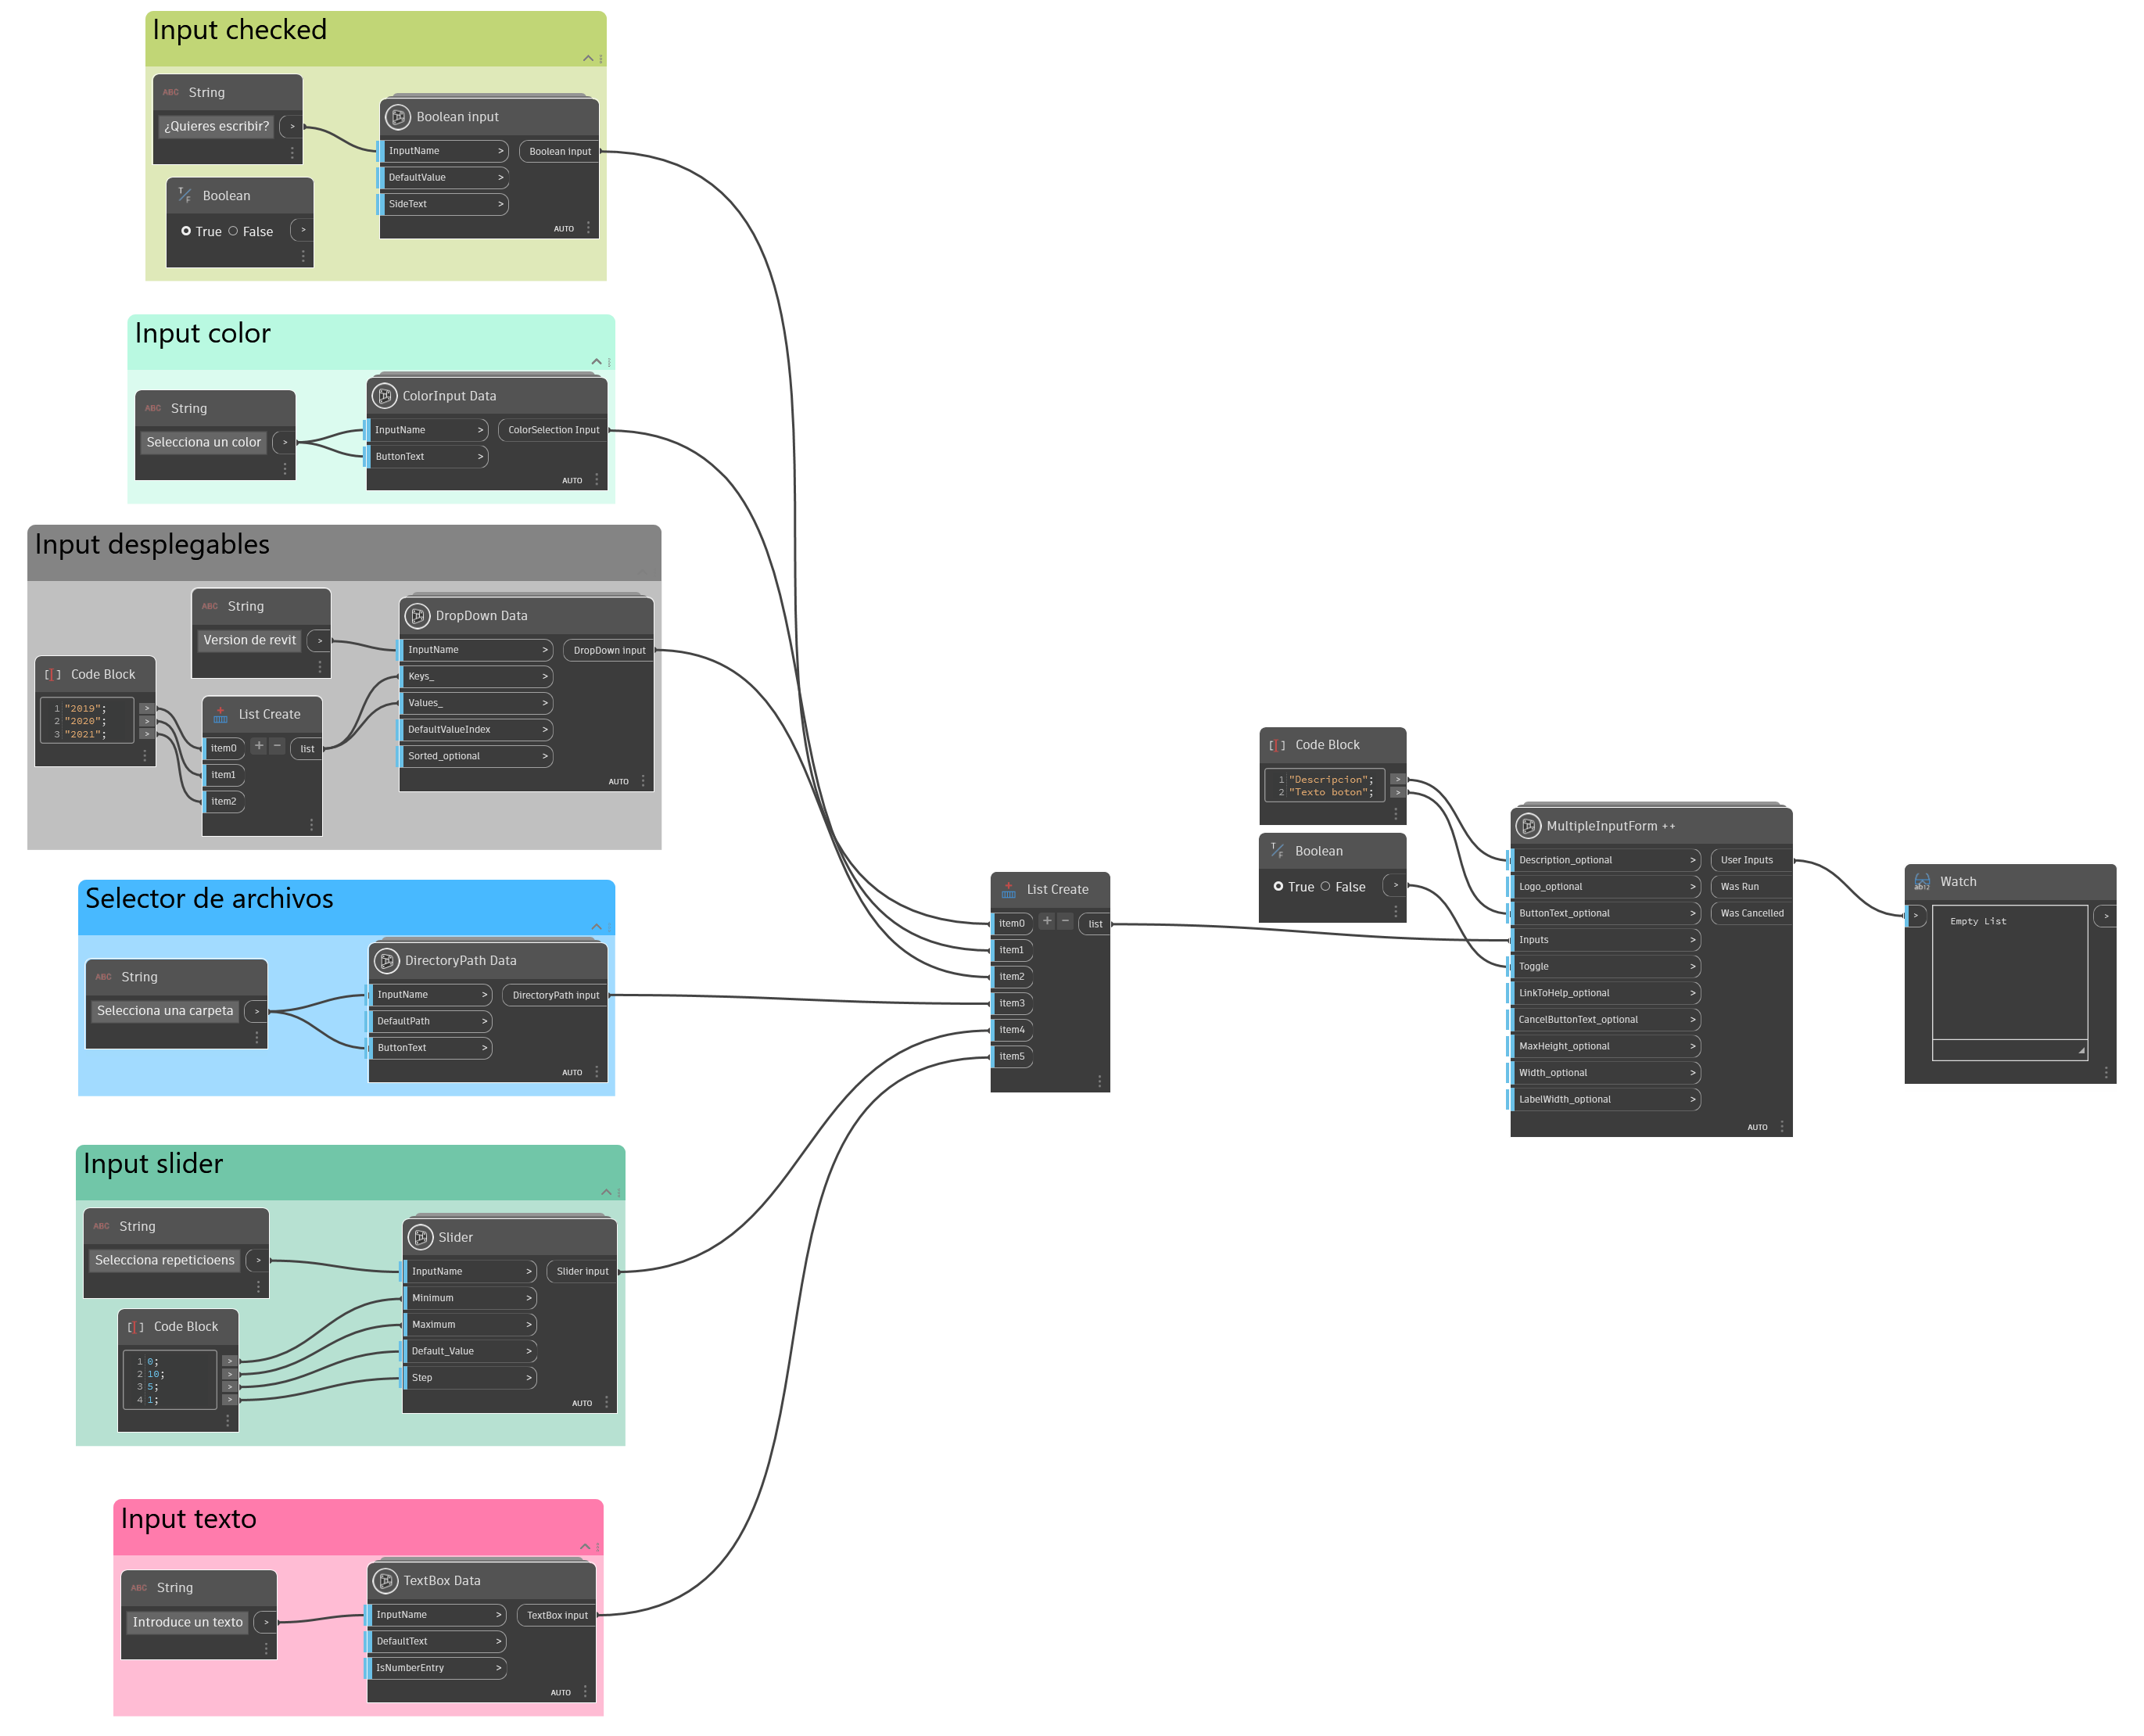 Input checked
ABC String
¿Quieres escribir? >
Boolean input
InputName > Boolean input
DefaultValue >
SideText >
AUTO
T/F Boolean
True False >
Input color
ABC String
Selecciona un color >
ColorInput Data
InputName > ColorSelection Input
ButtonText >
AUTO
Input desplegables
ABC String
Version de revit >
Code Block
1 "2019"; >
2 "2020"; >
3 "2021"; >
List Create
item0 + − list
item1
item2
DropDown Data
InputName > DropDown input
Keys_ >
Values_ >
DefaultValueIndex >
Sorted_optional >
AUTO
Selector de archivos
ABC String
Selecciona una carpeta >
DirectoryPath Data
InputName > DirectoryPath input
DefaultPath >
ButtonText >
AUTO
Input slider
ABC String
Selecciona repeticioens >
Code Block
1 0; >
2 10; >
3 5; >
4 1; >
Slider
InputName > Slider input
Minimum >
Maximum >
Default_Value >
Step >
AUTO
Input texto
ABC String
Introduce un texto >
TextBox Data
InputName > TextBox input
DefaultText >
IsNumberEntry >
AUTO
List Create
item0 + − list
item1
item2
item3
item4
item5
Code Block
1 "Descripcion"; >
2 "Texto boton"; >
T/F Boolean
True False >
MultipleInputForm ++
Description_optional > User Inputs
Logo_optional > Was Run
ButtonText_optional > Was Cancelled
Inputs >
Toggle >
LinkToHelp_optional >
CancelButtonText_optional >
MaxHeight_optional >
Width_optional >
LabelWidth_optional >
AUTO
Watch
> Empty List >